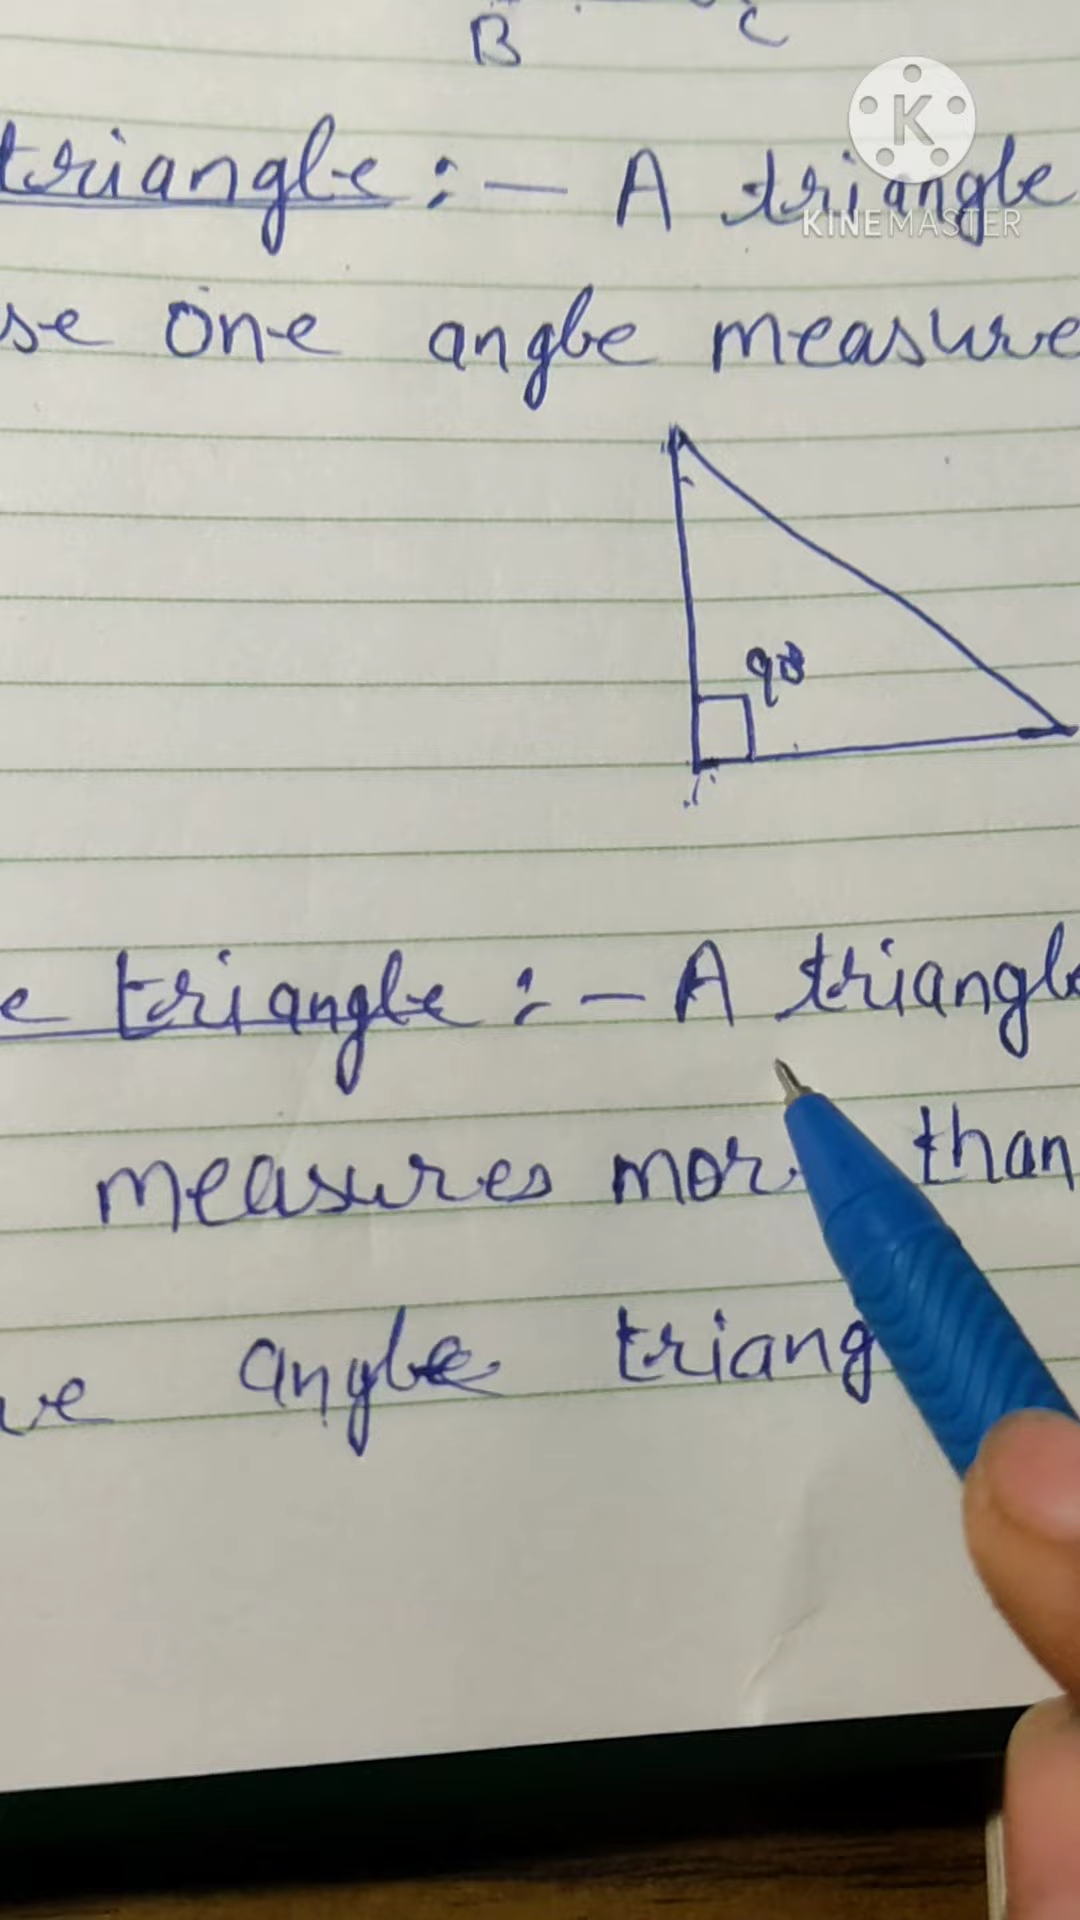 B C
K
triangle :- A triangle
KINEMASTER
se one angle measure
90°
e triangle :- A triangle
measures mor than
ve angle triang